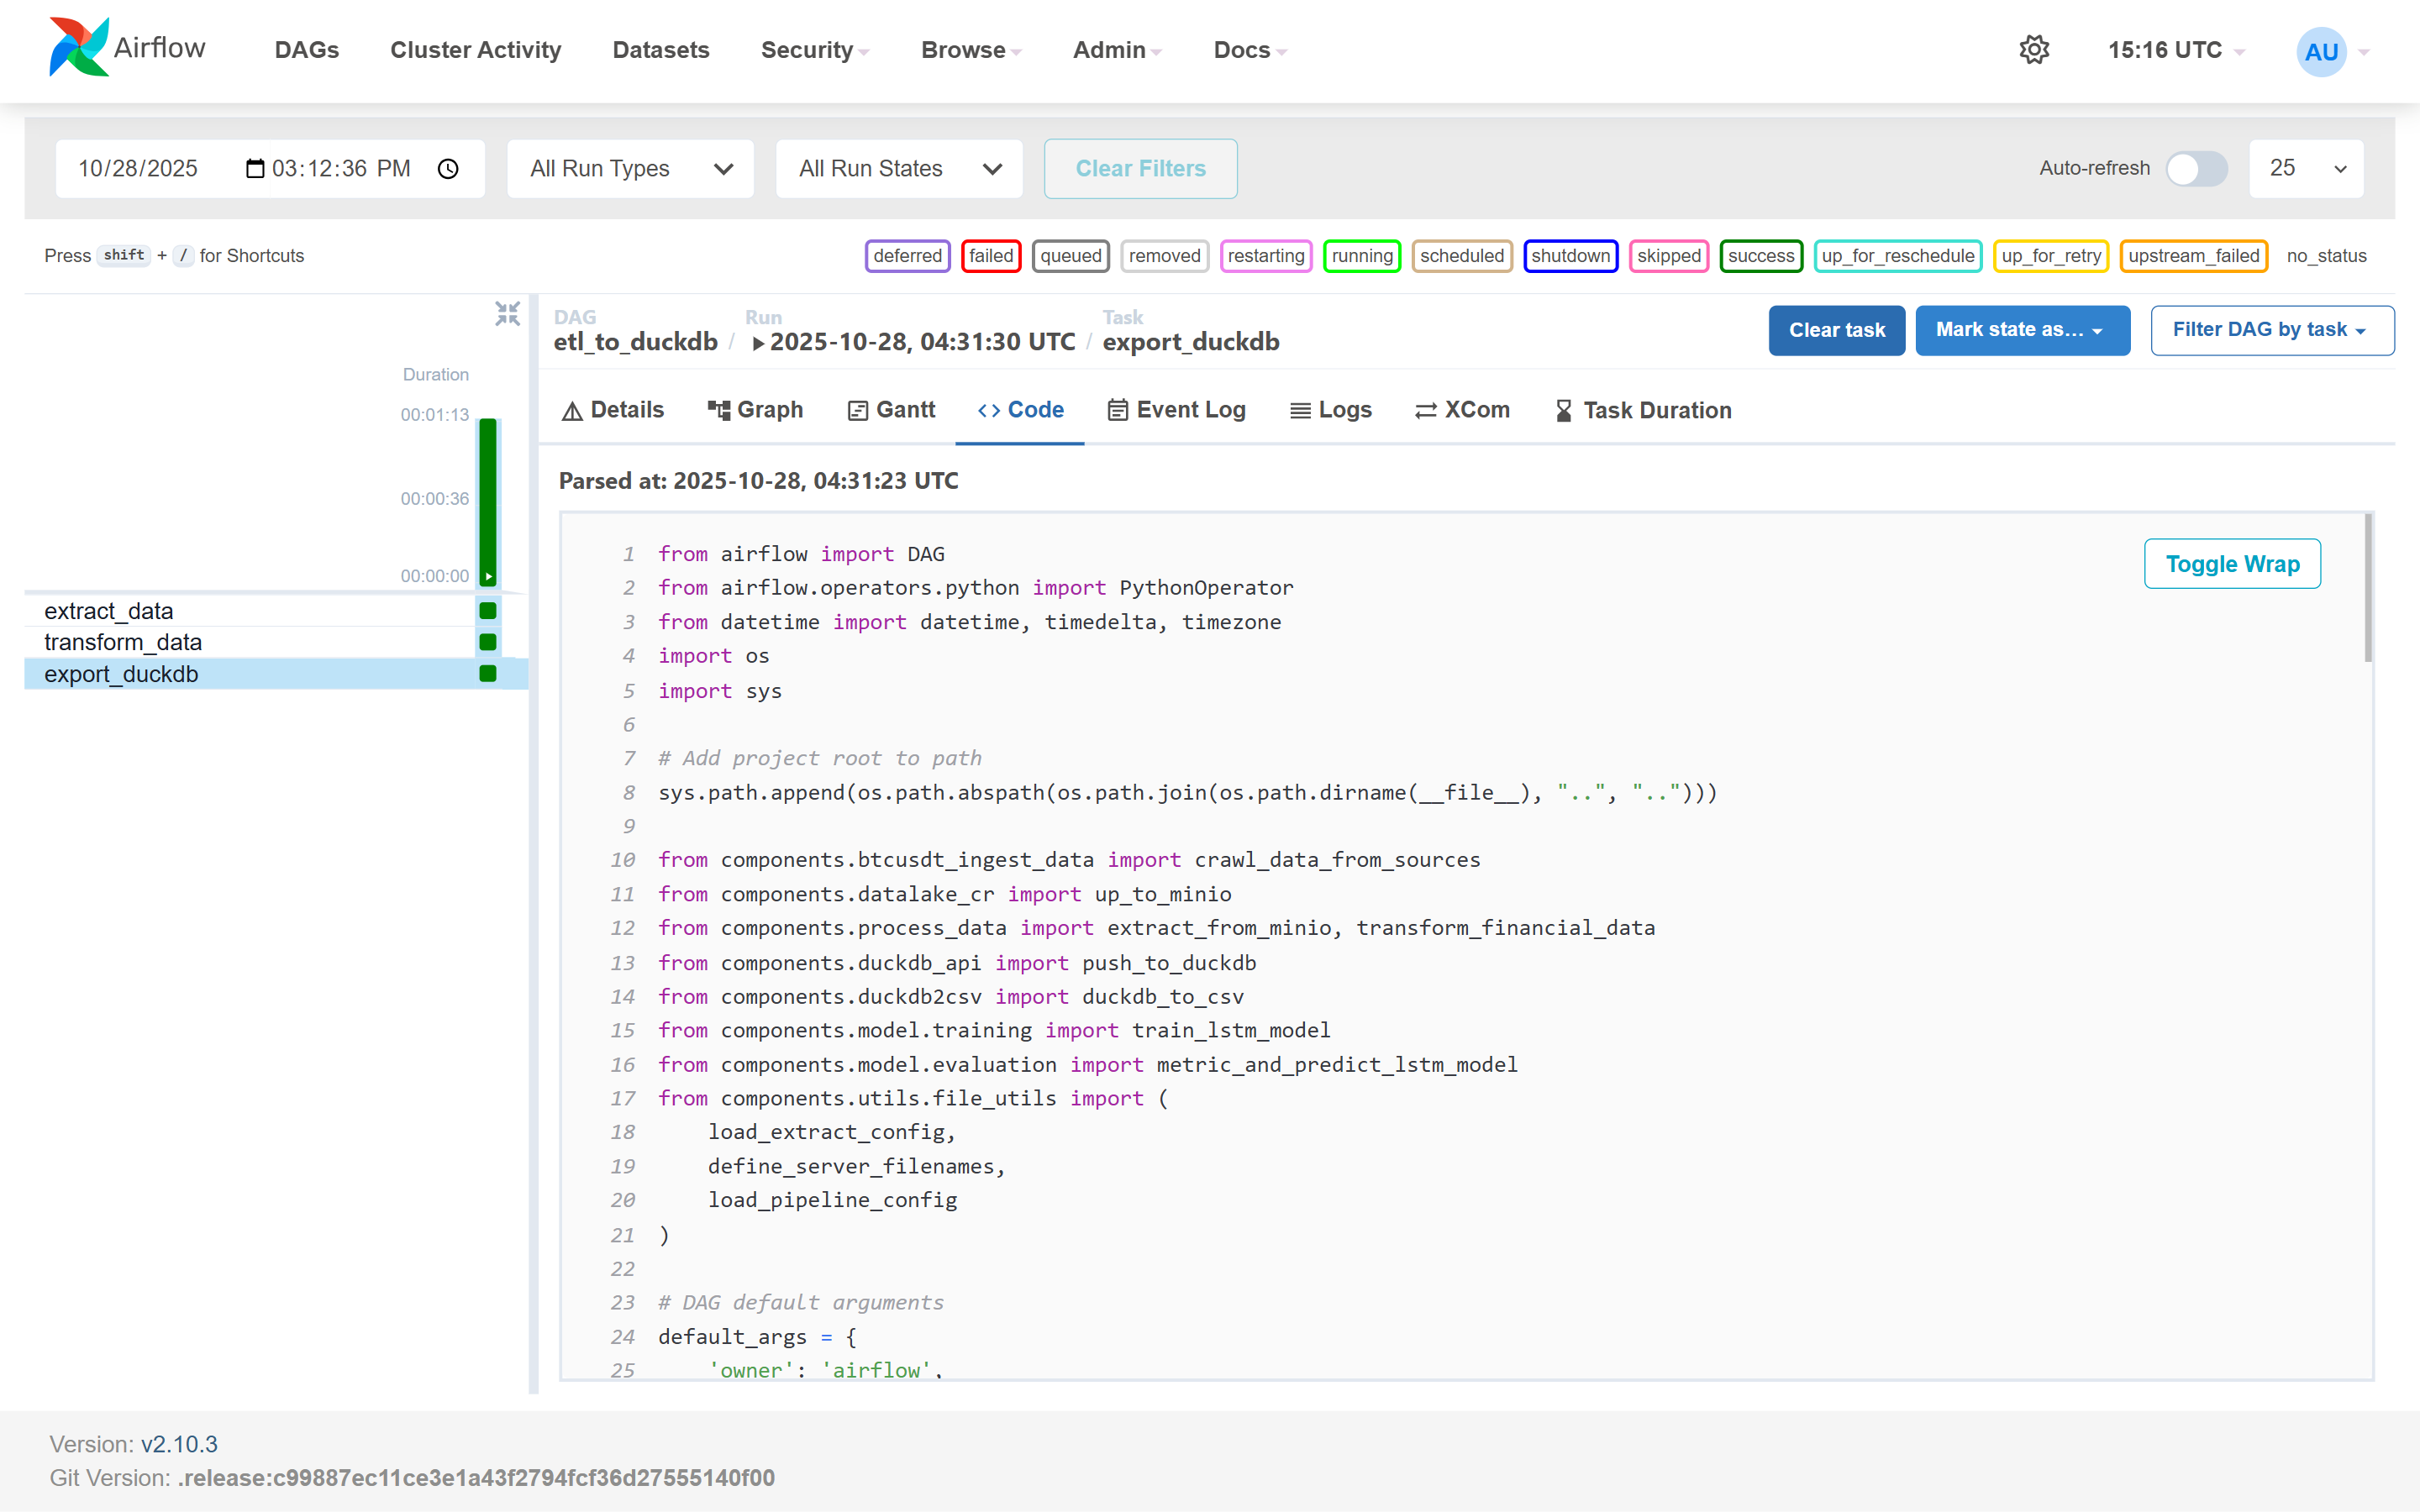 Airflow DAGs Cluster Activity Datasets Security Browse Admin Docs 15:16 UTC AU
10/28/2025 03:12:36 PM All Run Types All Run States Clear Filters Auto-refresh 25
Press shift + / for Shortcuts deferred failed queued removed restarting running scheduled shutdown skipped success up_for_reschedule up_for_retry upstream_failed no_status
DAG Run Task
etl_to_duckdb / 2025-10-28, 04:31:30 UTC / export_duckdb
Clear task Mark state as… Filter DAG by task
Duration
00:01:13
00:00:36
00:00:00
extract_data
transform_data
export_duckdb
Details Graph Gantt Code Event Log Logs XCom Task Duration
Parsed at: 2025-10-28, 04:31:23 UTC
Toggle Wrap
1 from airflow import DAG
2 from airflow.operators.python import PythonOperator
3 from datetime import datetime, timedelta, timezone
4 import os
5 import sys
6
7 # Add project root to path
8 sys.path.append(os.path.abspath(os.path.join(os.path.dirname(__file__), "..", "..")))
9
10 from components.btcusdt_ingest_data import crawl_data_from_sources
11 from components.datalake_cr import up_to_minio
12 from components.process_data import extract_from_minio, transform_financial_data
13 from components.duckdb_api import push_to_duckdb
14 from components.duckdb2csv import duckdb_to_csv
15 from components.model.training import train_lstm_model
16 from components.model.evaluation import metric_and_predict_lstm_model
17 from components.utils.file_utils import (
18     load_extract_config,
19     define_server_filenames,
20     load_pipeline_config
21 )
22
23 # DAG default arguments
24 default_args = {
25     'owner': 'airflow',
Version: v2.10.3
Git Version: .release:c99887ec11ce3e1a43f2794fcf36d27555140f00